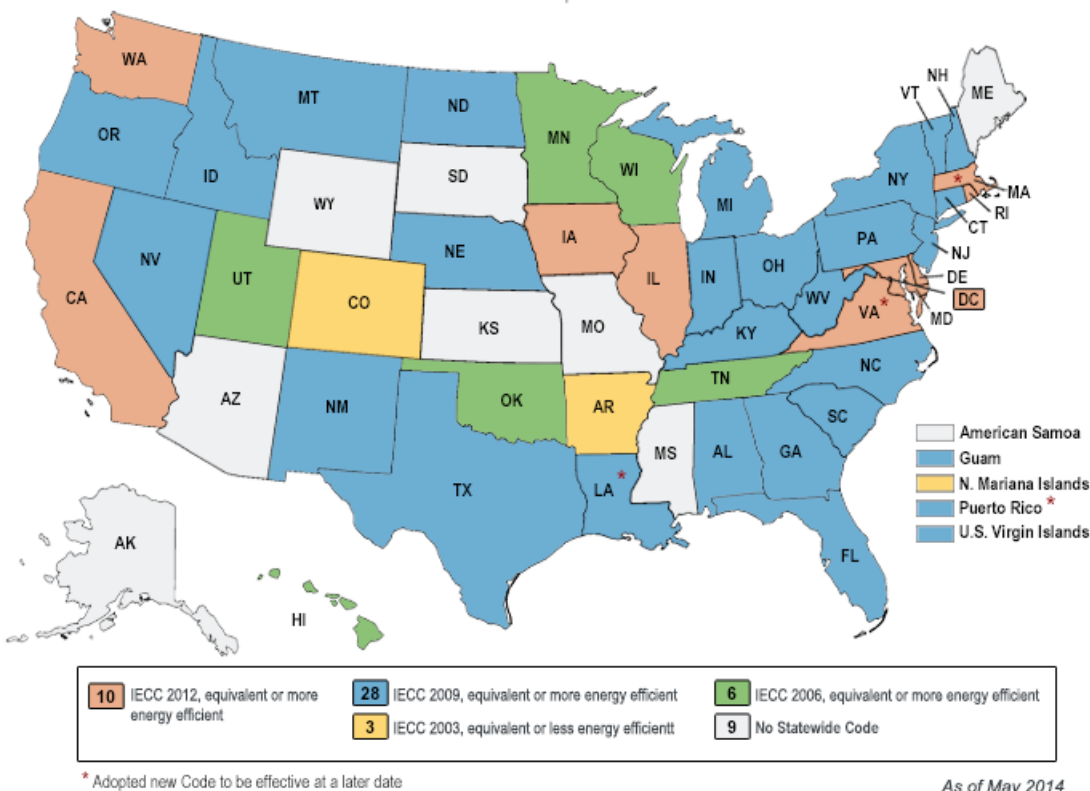 WA
MT
ND
MN
VT
NH
ME
OR
ID
SD
WI
NY
MA
WY
MI
RI
CT
NE
IA
PA
NJ
NV
UT
IL
IN
OH
DE
CA
CO
WV
VA*
DC
MD
KS
MO
KY
NC
AZ
NM
OK
AR
TN
SC
TX
LA *
MS
AL
GA
FL
AK
HI
*
American Samoa
Guam
N. Mariana Islands
Puerto Rico *
U.S. Virgin Islands
10 IECC 2012, equivalent or more
energy efficient
28 IECC 2009, equivalent or more energy efficient
3 IECC 2003, equivalent or less energy efficientt
6 IECC 2006, equivalent or more energy efficient
9 No Statewide Code
* Adopted new Code to be effective at a later date
As of May 2014